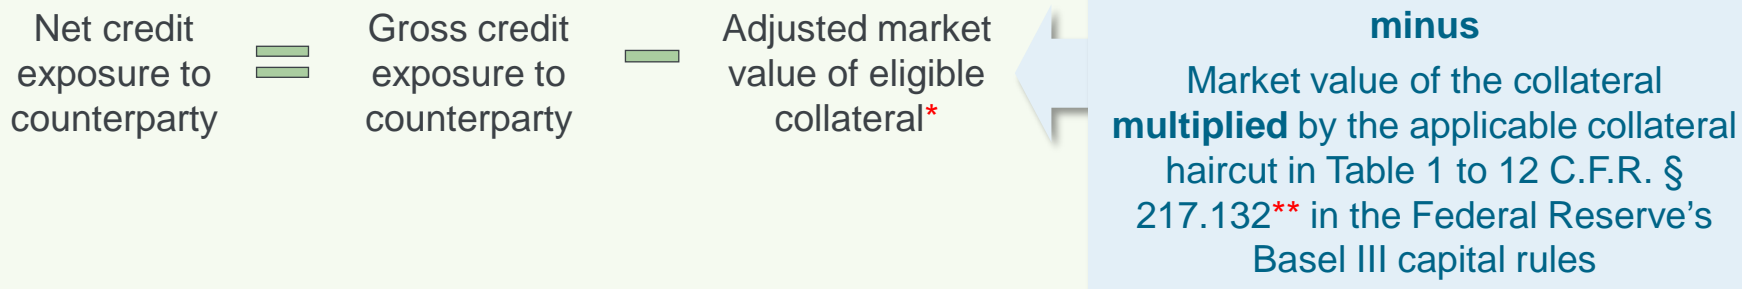 Net credit
exposure to
counterparty
=
Gross credit
exposure to
counterparty
−
Adjusted market
value of eligible
collateral*
minus
Market value of the collateral
multiplied by the applicable collateral
haircut in Table 1 to 12 C.F.R. §
217.132** in the Federal Reserve’s
Basel III capital rules